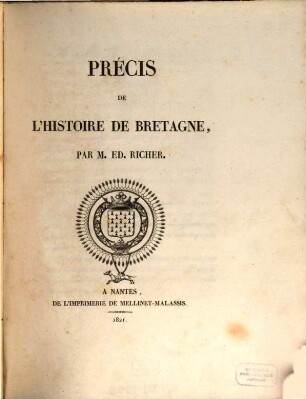 PRÉCIS
DE
L'HISTOIRE DE BRETAGNE,
PAR M. ED. RICHER.
A NANTES,
DE L'IMPRIMERIE DE MELLINET-MALASSIS.
1821.